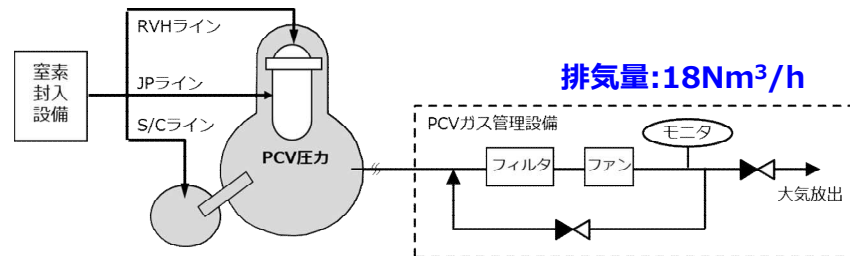 RVHライン
窒素
封入
設備
JPライン
S/Cライン
PCV圧力
排気量:18Nm³/h
PCVガス管理設備
モニタ
フィルタ
ファン
大気放出